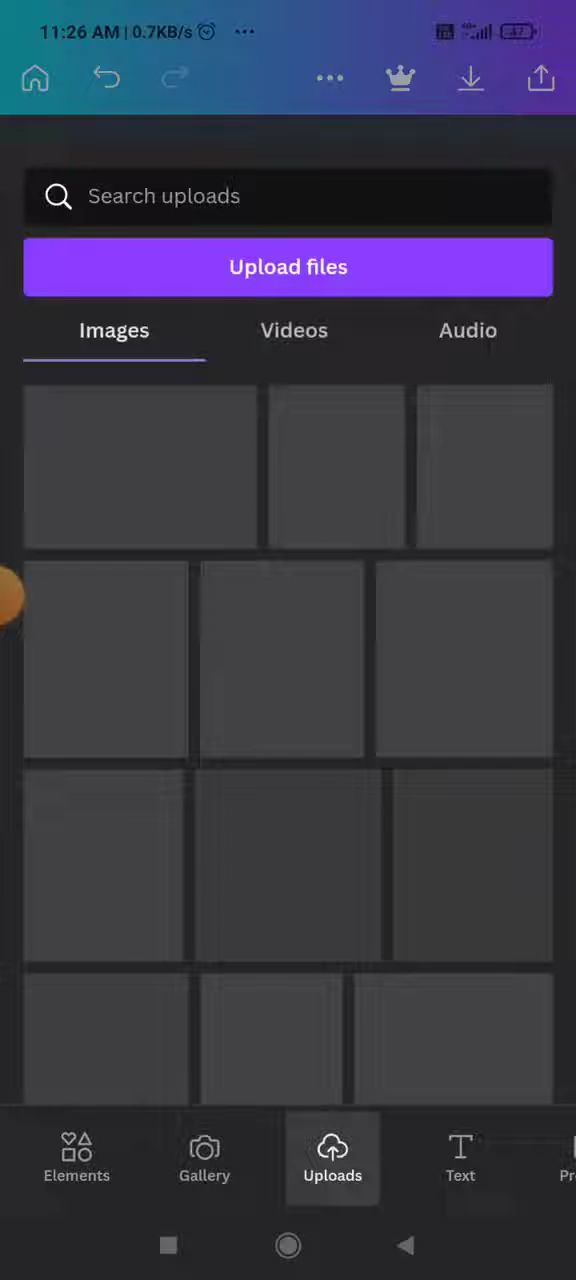 11:26 AM | 0.7KB/s
Search uploads
Upload files
Images Videos Audio
Elements Gallery Uploads Text